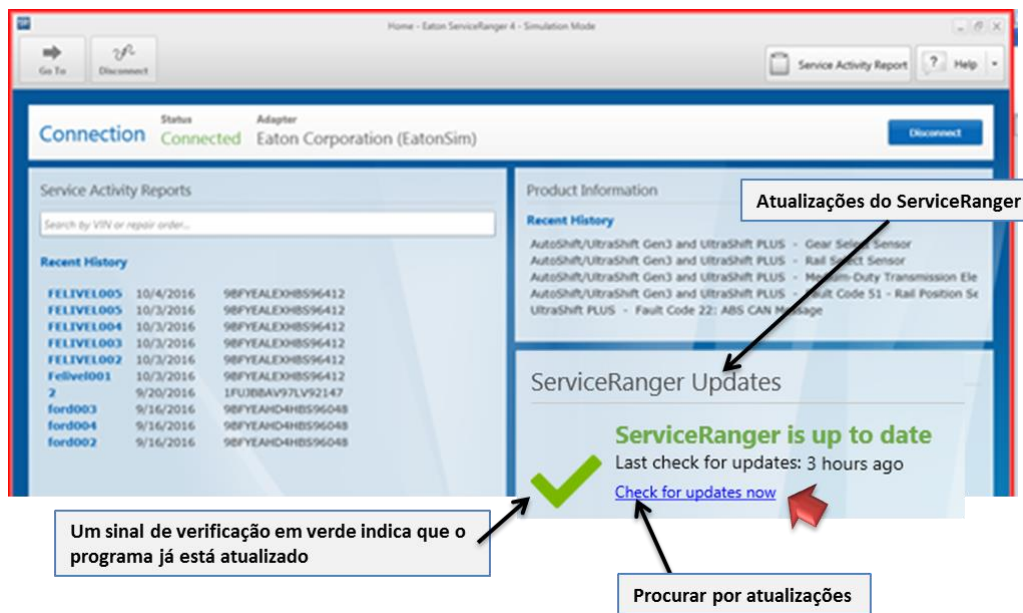 Home - Eaton ServiceRanger 4 - Simulation Mode
Go To
Disconnect
Service Activity Report
? Help
Connection
Status
Connected
Adapter
Eaton Corporation (EatonSim)
Disconnect
Service Activity Reports
Search by VIN or repair order...
Recent History
FELIVEL005 10/4/2016 9BFYEALEXHBS96412
FELIVEL005 10/3/2016 9BFYEALEXHBS96412
FELIVEL004 10/3/2016 9BFYEALEXHBS96412
FELIVEL003 10/3/2016 9BFYEALEXHBS96412
FELIVEL002 10/3/2016 9BFYEALEXHBS96412
Felivel001 10/3/2016 9BFYEALEXHBS96412
2 9/20/2016 1FUJBBAV97LV92147
ford003 9/16/2016 9BFYEAHD4HBS96048
ford004 9/16/2016 9BFYEAHD4HBS96048
ford002 9/16/2016 9BFYEAHD4HBS96048
Product Information
Atualizações do ServiceRanger
Recent History
AutoShift/UltraShift Gen3 and UltraShift PLUS - Gear Select Sensor
AutoShift/UltraShift Gen3 and UltraShift PLUS - Rail Select Sensor
AutoShift/UltraShift Gen3 and UltraShift PLUS - Medium-Duty Transmission Ele
AutoShift/UltraShift Gen3 and UltraShift PLUS - Fault Code 51 - Rail Position Se
UltraShift PLUS - Fault Code 22: ABS CAN Message
ServiceRanger Updates
ServiceRanger is up to date
Last check for updates: 3 hours ago
Check for updates now
Um sinal de verificação em verde indica que o
programa já está atualizado
Procurar por atualizações